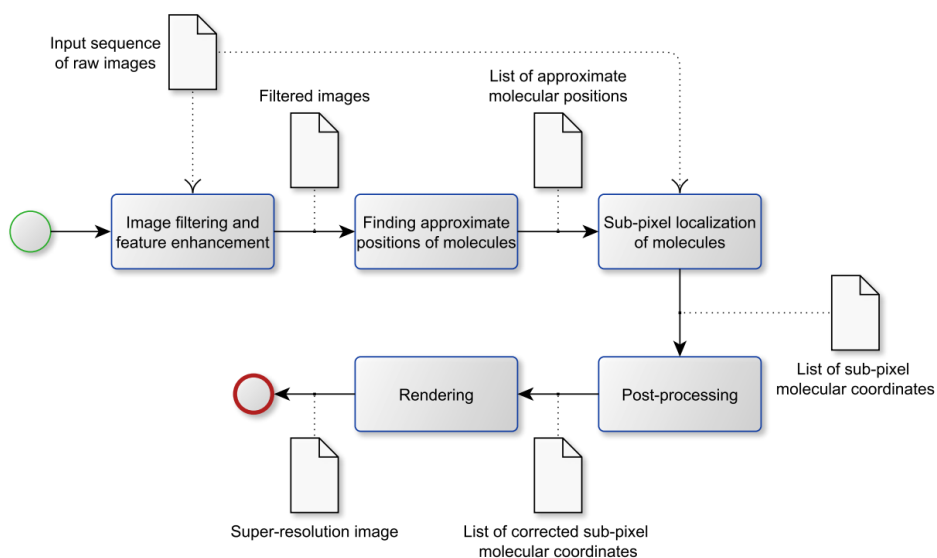 Input sequence
of raw images
Filtered images
List of approximate
molecular positions
Image filtering and
feature enhancement
Finding approximate
positions of molecules
Sub-pixel localization
of molecules
List of sub-pixel
molecular coordinates
Post-processing
Rendering
Super-resolution image
List of corrected sub-pixel
molecular coordinates